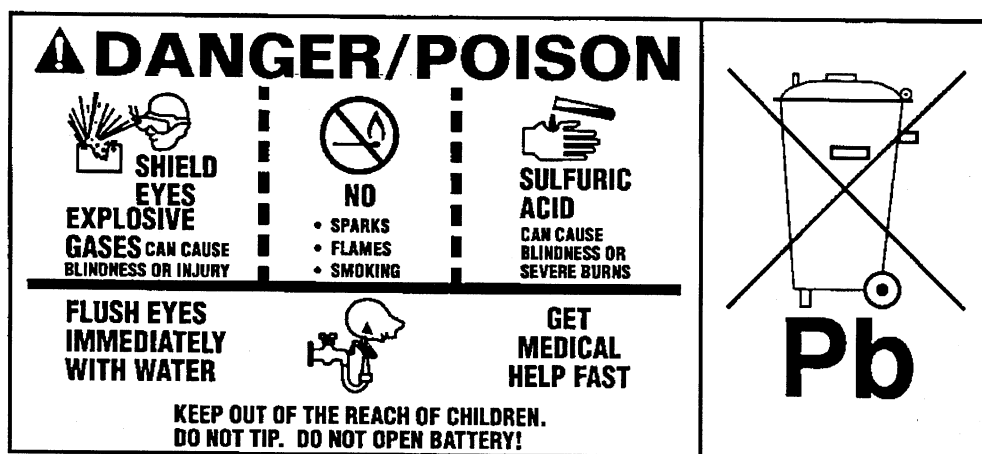 DANGER/POISON
SHIELD
EYES
EXPLOSIVE
GASES CAN CAUSE
BLINDNESS OR INJURY
NO
• SPARKS
• FLAMES
• SMOKING
SULFURIC
ACID
CAN CAUSE
BLINDNESS OR
SEVERE BURNS
FLUSH EYES
IMMEDIATELY
WITH WATER
GET
MEDICAL
HELP FAST
KEEP OUT OF THE REACH OF CHILDREN.
DO NOT TIP. DO NOT OPEN BATTERY!
Pb